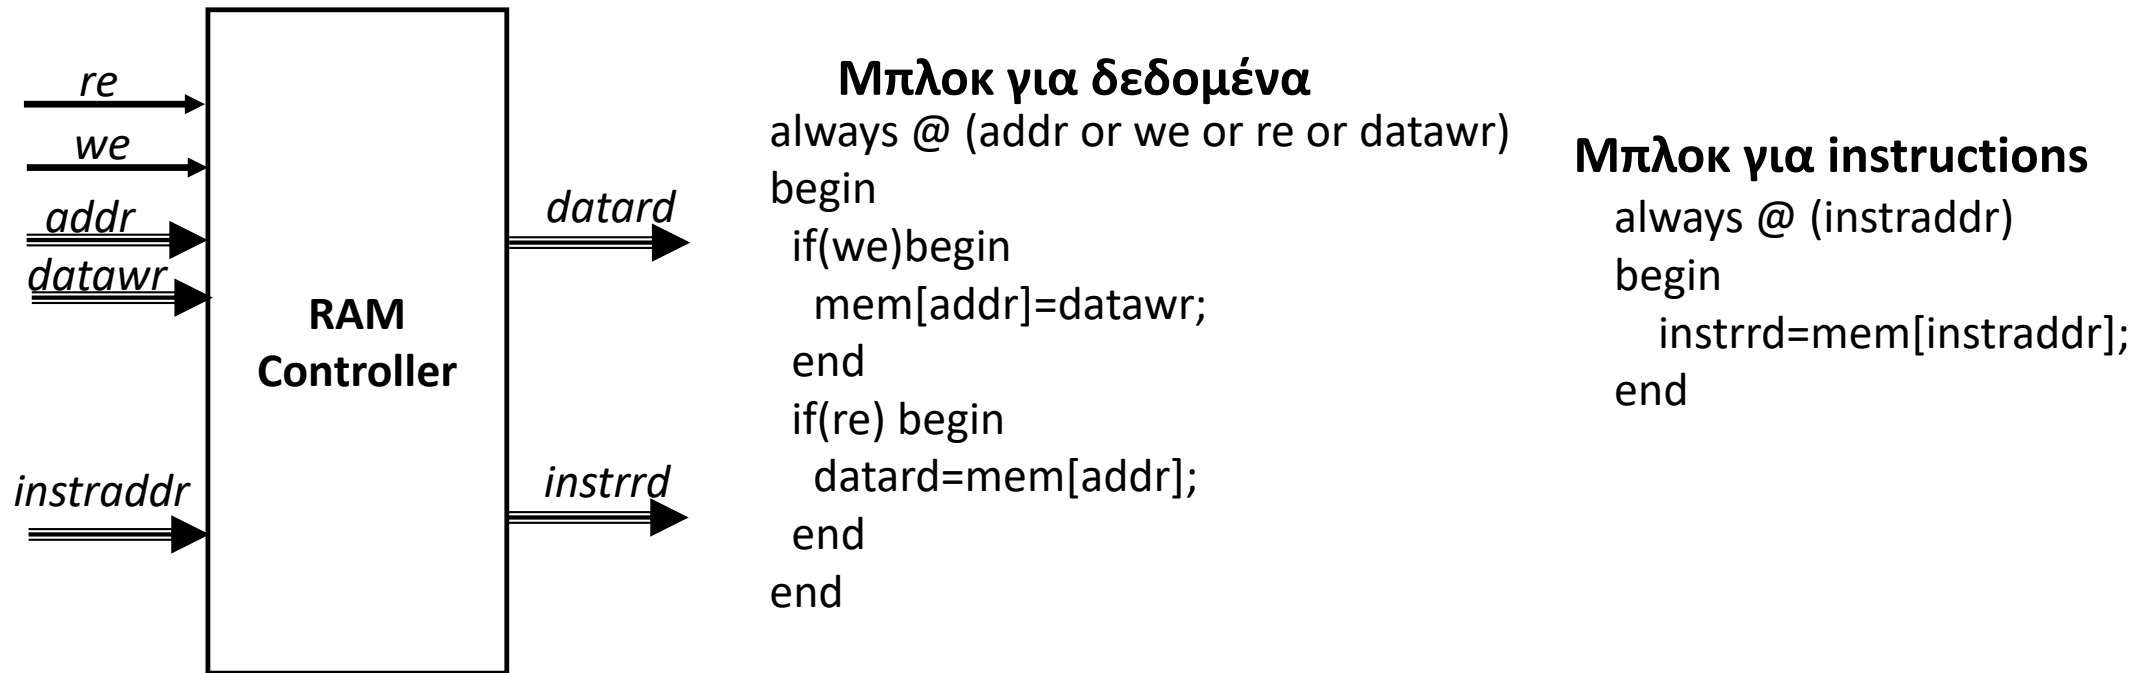 re
we
addr
datawr
instraddr
RAM
Controller
datard
instrrd
Μπλοκ για δεδομένα
always @ (addr or we or re or datawr)
begin
if(we)begin
mem[addr]=datawr;
end
if(re) begin
datard=mem[addr];
end
end
Μπλοκ για instructions
always @ (instraddr)
begin
instrrd=mem[instraddr];
end